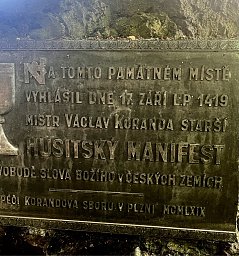 NA TOMTO PAMÁTNÉM MÍSTĚ
VYHLÁSIL DNE 17. ZÁŘÍ L.P. 1419
MISTR VÁCLAV KORANDA STARŠÍ
HUSITSKÝ MANIFEST
SVOBODĚ SLOVA BOŽÍHO V ČESKÝCH ZEMÍCH.
PÉČÍ KORANDOVA SBORU V PLZNI MCMLXIX